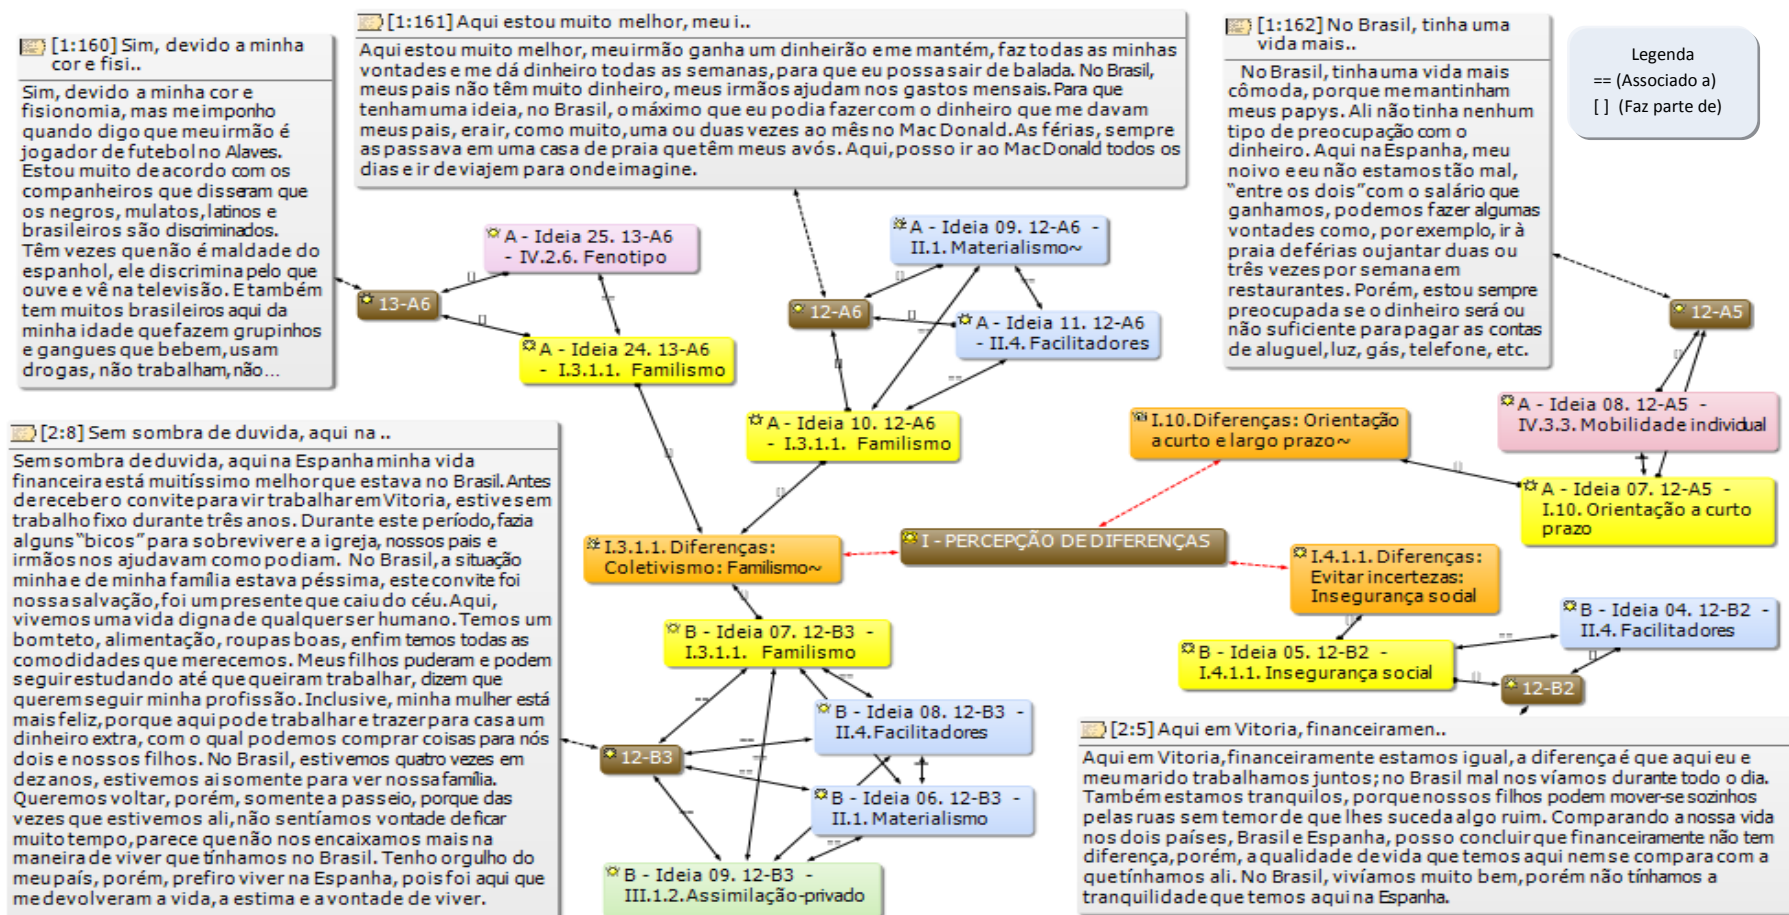 [1:160] Sim, devido a minha
cor e fisi..
Sim, devido a minha cor e
fisionomia, mas me imponho
quando digo que meu irmão é
jogador de futebol no Alaves.
Estou muito de acordo com os
companheiros que disseram que
os negros, mulatos, latinos e
brasileiros são discriminados.
Têm vezes que não é maldade do
espanhol, ele discrimina pelo que
ouve e vê na televisão. E também
tem muitos brasileiros aqui da
minha idade que fazem grupinhos
e gangues que bebem, usam
drogas, não trabalham, não...
[1:161] Aqui estou muito melhor, meu i..
Aqui estou muito melhor, meu irmão ganha um dinheirão e me mantém, faz todas as minhas
vontades e me dá dinheiro todas as semanas, para que eu possa sair de balada. No Brasil,
meus pais não têm muito dinheiro, meus irmãos ajudam nos gastos mensais. Para que
tenham uma ideia, no Brasil, o máximo que eu podia fazer com o dinheiro que me davam
meus pais, era ir, como muito, uma ou duas vezes ao mês no Mac Donald. As férias, sempre
as passava em uma casa de praia que têm meus avós. Aqui, posso ir ao Mac Donald todos os
dias e ir de viajem para onde imagine.
[1:162] No Brasil, tinha uma
vida mais..
No Brasil, tinha uma vida mais
cômoda, porque me mantinham
meus papys. Ali não tinha nenhum
tipo de preocupação com o
dinheiro. Aqui na Espanha, meu
noivo e eu não estamos tão mal,
"entre os dois" com o salário que
ganhamos, podemos fazer algumas
vontades como, por exemplo, ir à
praia de férias ou jantar duas ou
três vezes por semana em
restaurantes. Porém, estou sempre
preocupada se o dinheiro será ou
não suficiente para pagar as contas
de aluguel, luz, gás, telefone, etc.
Legenda
== (Associado a)
[ ] (Faz parte de)
A - Ideia 25. 13-A6
- IV.2.6. Fenotipo
[]
==
13-A6
[]
A - Ideia 24. 13-A6
- I.3.1.1. Familismo
[]
A - Ideia 09. 12-A6 -
II.1. Materialismo~
[]
==
12-A6
[]
==
A - Ideia 11. 12-A6
- II.4. Facilitadores
[]
==
A - Ideia 10. 12-A6
- I.3.1.1. Familismo
[]
12-A5
[]
A - Ideia 08. 12-A5 -
IV.3.3. Mobilidade individual
I.10. Diferenças: Orientação
a curto e largo prazo~
[]
A - Ideia 07. 12-A5 -
I.10. Orientação a curto
prazo
I - PERCEPÇÃO DE DIFERENÇAS
I.3.1.1. Diferenças:
Coletivismo: Familismo~
[]
I.4.1.1. Diferenças:
Evitar incertezas:
Insegurança social
[]
B - Ideia 04. 12-B2 -
II.4. Facilitadores
==
[]
B - Ideia 05. 12-B2 -
I.4.1.1. Insegurança social
[]
12-B2
[2:8] Sem sombra de duvida, aqui na ..
Sem sombra de duvida, aqui na Espanha minha vida
financeira está muitíssimo melhor que estava no Brasil. Antes
de receber o convite para vir trabalhar em Vitoria, estive sem
trabalho fixo durante três anos. Durante este período, fazia
alguns "bicos" para sobreviver e a igreja, nossos pais e
irmãos nos ajudavam como podiam. No Brasil, a situação
minha e de minha família estava péssima, este convite foi
nossa salvação, foi um presente que caiu do céu. Aqui,
vivemos uma vida digna de qualquer ser humano. Temos um
bom teto, alimentação, roupas boas, enfim temos todas as
comodidades que merecemos. Meus filhos puderam e podem
seguir estudando até que queiram trabalhar, dizem que
querem seguir minha profissão. Inclusive, minha mulher está
mais feliz, porque aqui pode trabalhar e trazer para casa um
dinheiro extra, com o qual podemos comprar coisas para nós
dois e nossos filhos. No Brasil, estivemos quatro vezes em
dez anos, estivemos ai somente para ver nossa família.
Queremos voltar, porém, somente a passeio, porque das
vezes que estivemos ali, não sentíamos vontade de ficar
muito tempo, parece que não nos encaixamos mais na
maneira de viver que tínhamos no Brasil. Tenho orgulho do
meu país, porém, prefiro viver na Espanha, pois foi aqui que
me devolveram a vida, a estima e a vontade de viver.
B - Ideia 07. 12-B3 -
I.3.1.1. Familismo
==
==
B - Ideia 08. 12-B3 -
II.4. Facilitadores
==
12-B3
==
B - Ideia 06. 12-B3 -
II.1. Materialismo
==
==
==
B - Ideia 09. 12-B3 -
III.1.2. Assimilação-privado
[2:5] Aqui em Vitoria, financeiramen..
Aqui em Vitoria, financeiramente estamos igual, a diferença é que aqui eu e
meu marido trabalhamos juntos; no Brasil mal nos víamos durante todo o dia.
Também estamos tranquilos, porque nossos filhos podem mover-se sozinhos
pelas ruas sem temor de que lhes suceda algo ruim. Comparando a nossa vida
nos dois países, Brasil e Espanha, posso concluir que financeiramente não tem
diferença, porém, a qualidade de vida que temos aqui nem se compara com a
que tínhamos ali. No Brasil, vivíamos muito bem, porém não tínhamos a
tranquilidade que temos aqui na Espanha.